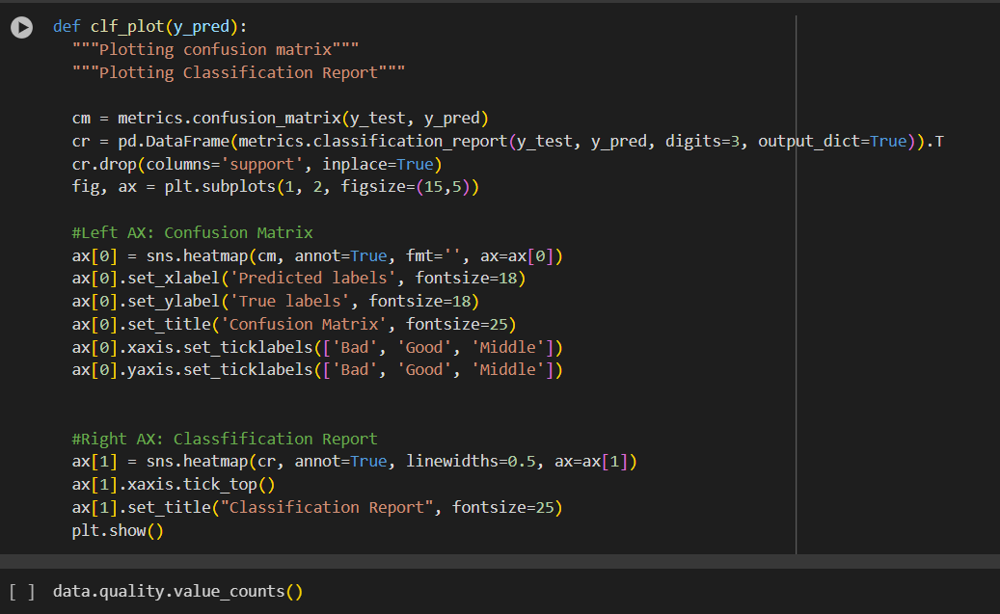 def clf_plot(y_pred):
  """Plotting confusion matrix"""
  """Plotting Classification Report"""

  cm = metrics.confusion_matrix(y_test, y_pred)
  cr = pd.DataFrame(metrics.classification_report(y_test, y_pred, digits=3, output_dict=True)).T
  cr.drop(columns='support', inplace=True)
  fig, ax = plt.subplots(1, 2, figsize=(15,5))

  #Left AX: Confusion Matrix
  ax[0] = sns.heatmap(cm, annot=True, fmt='', ax=ax[0])
  ax[0].set_xlabel('Predicted labels', fontsize=18)
  ax[0].set_ylabel('True labels', fontsize=18)
  ax[0].set_title('Confusion Matrix', fontsize=25)
  ax[0].xaxis.set_ticklabels(['Bad', 'Good', 'Middle'])
  ax[0].yaxis.set_ticklabels(['Bad', 'Good', 'Middle'])

  #Right AX: Classfification Report
  ax[1] = sns.heatmap(cr, annot=True, linewidths=0.5, ax=ax[1])
  ax[1].xaxis.tick_top()
  ax[1].set_title("Classification Report", fontsize=25)
  plt.show()

[ ] data.quality.value_counts()